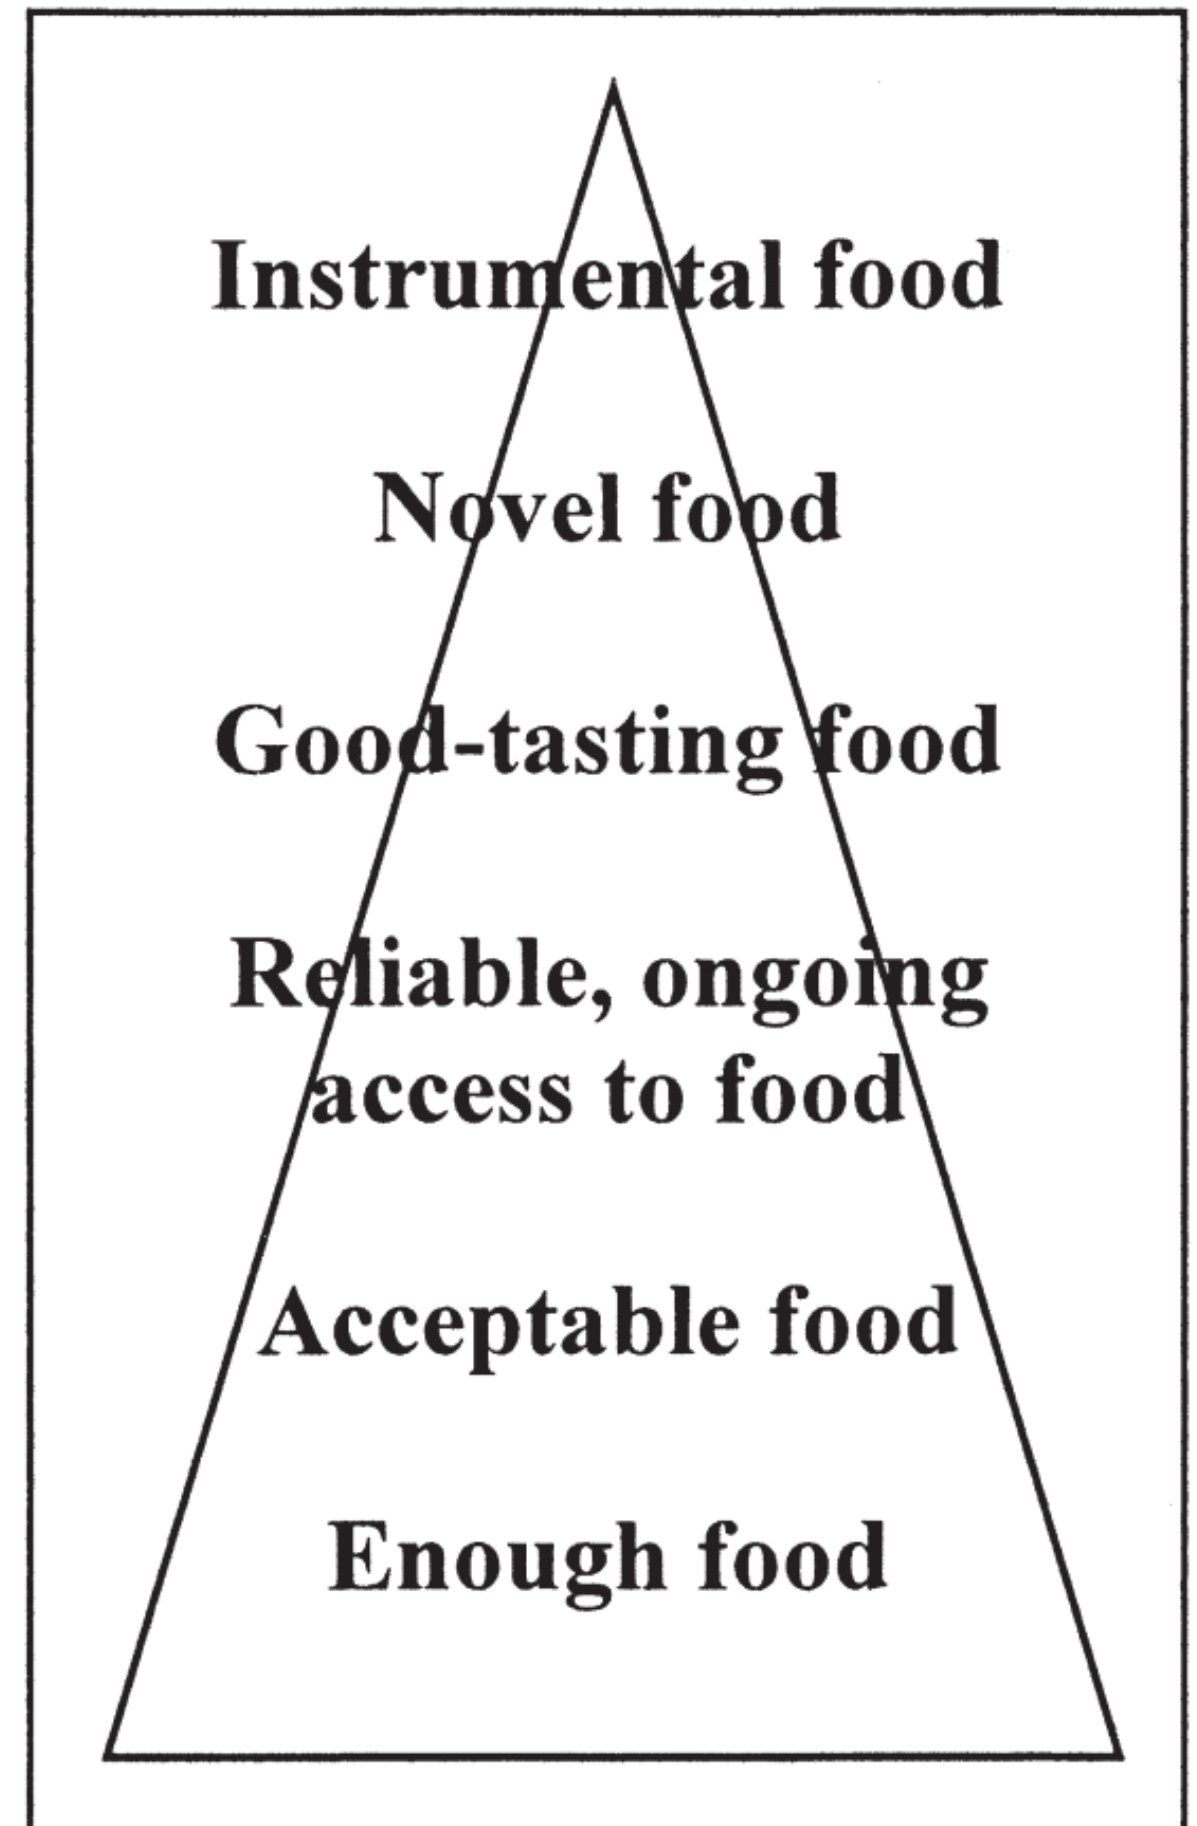 Instrumental food
Novel food
Good-tasting food
Reliable, ongoing
access to food
Acceptable food
Enough food